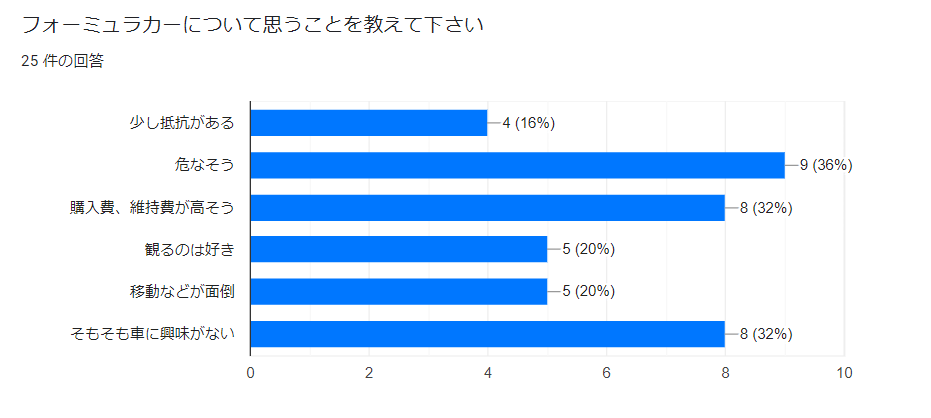 フォーミュラカーについて思うことを教えて下さい
25 件の回答
少し抵抗がある 4 (16%)
危なそう 9 (36%)
購入費、維持費が高そう 8 (32%)
観るのは好き 5 (20%)
移動などが面倒 5 (20%)
そもそも車に興味がない 8 (32%)
0 2 4 6 8 10